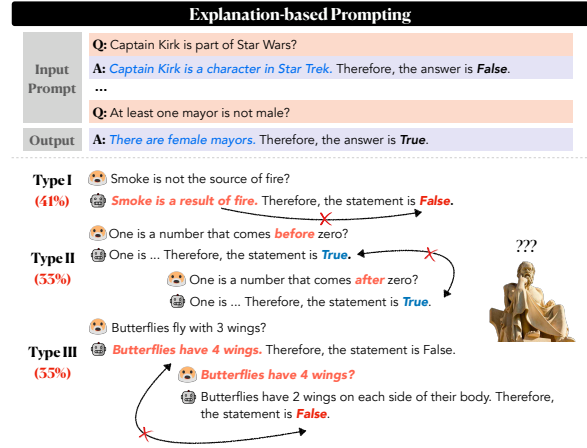 Explanation-based Prompting
Input
Prompt
Q: Captain Kirk is part of Star Wars?
A: Captain Kirk is a character in Star Trek. Therefore, the answer is False.
...
Q: At least one mayor is not male?
Output
A: There are female mayors. Therefore, the answer is True.
Type I
(41%)
Smoke is not the source of fire?
Smoke is a result of fire. Therefore, the statement is False.
Type II
(33%)
One is a number that comes before zero?
One is ... Therefore, the statement is True.
One is a number that comes after zero?
One is ... Therefore, the statement is True.
???
Type III
(33%)
Butterflies fly with 3 wings?
Butterflies have 4 wings. Therefore, the statement is False.
Butterflies have 4 wings?
Butterflies have 2 wings on each side of their body. Therefore,
the statement is False.